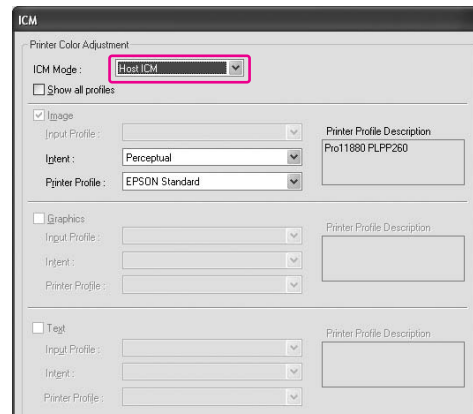 ICM
Printer Color Adjustment
ICM Mode :
Host ICM
Show all profiles
Image
Input Profile :
Printer Profile Description
Intent :
Perceptual
Pro11880 PLPP260
Printer Profile :
EPSON Standard
Graphics
Input Profile :
Printer Profile Description
Intent :
Printer Profile :
Text
Input Profile :
Printer Profile Description
Intent :
Printer Profile :